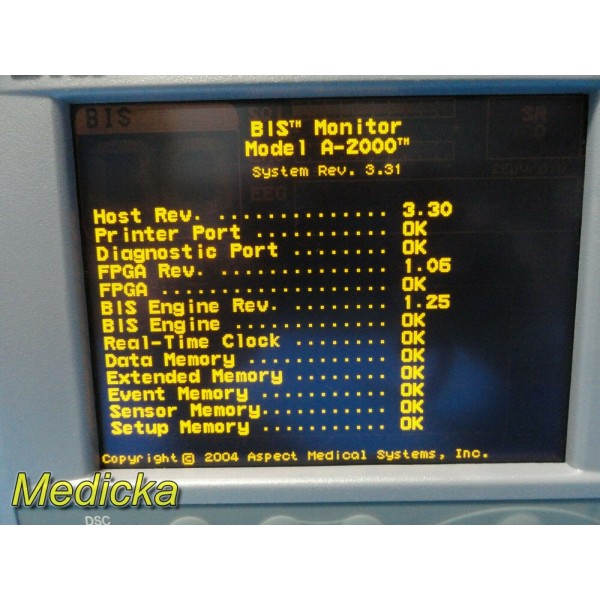 BIS
BIS™ Monitor
Model A-2000™
System Rev. 3.31
SR
EEG
Host Rev. .............. 3.30
Printer Port ........... OK
Diagnostic Port ........ OK
FPGA Rev. .............. 1.06
FPGA .................. OK
BIS Engine Rev. ........ 1.25
BIS Engine ............. OK
Real-Time Clock ........ OK
Data Memory ............ OK
Extended Memory ........ OK
Event Memory ........... OK
Sensor Memory........... OK
Setup Memory ........... OK
Copyright © 2004 Aspect Medical Systems, Inc.
Medicka
DSC